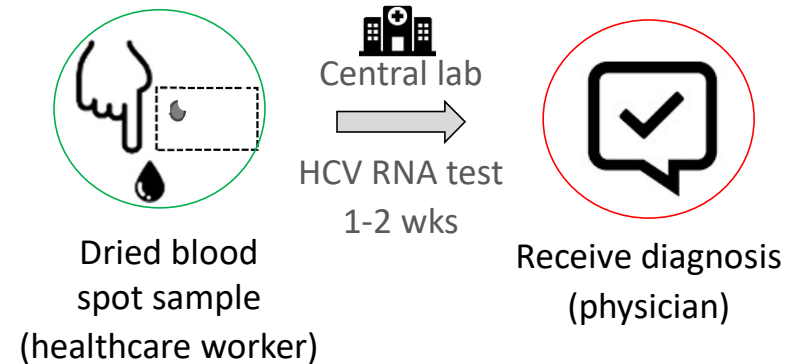 Central lab
HCV RNA test
1-2 wks
Dried blood
spot sample
(healthcare worker)
Receive diagnosis
(physician)